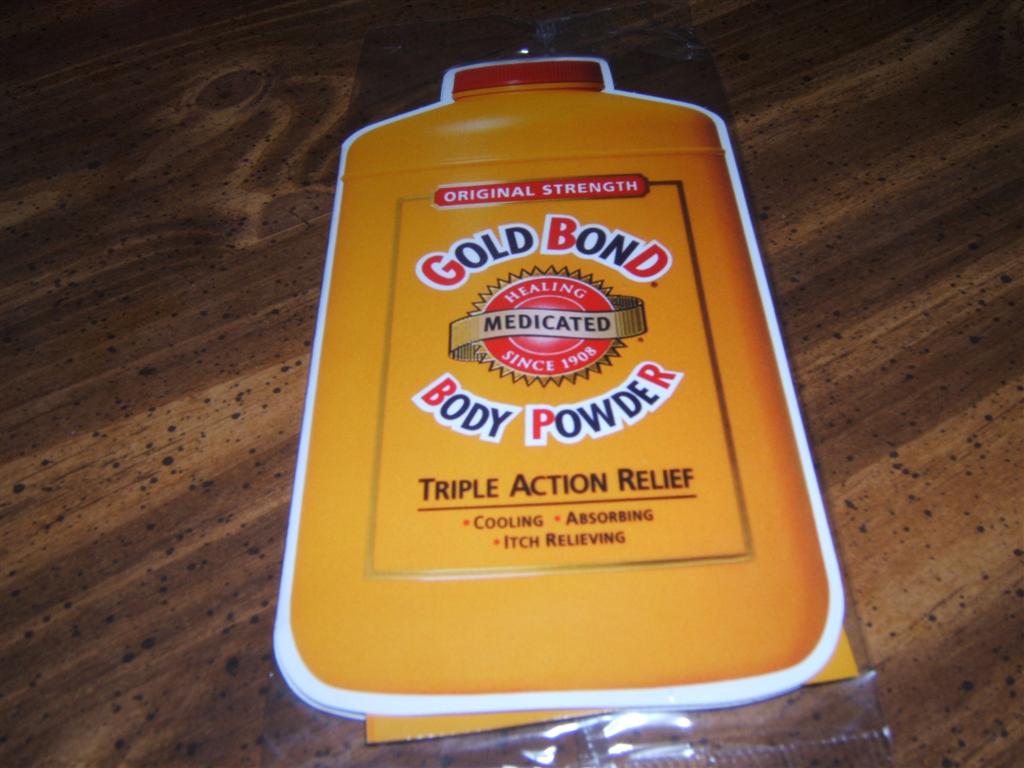 ORIGINAL STRENGTH
GOLD BOND
HEALING
MEDICATED
SINCE 1908
BODY POWDER
TRIPLE ACTION RELIEF
• COOLING • ABSORBING
• ITCH RELIEVING